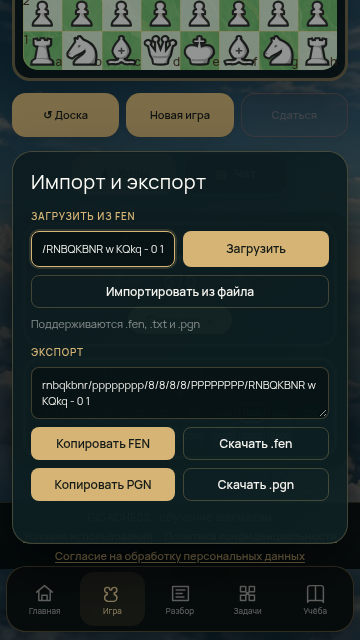 2
1
a b c d e f g h
↺ Доска
Новая игра
Сдаться
Импорт и экспорт
ЗАГРУЗИТЬ ИЗ FEN
/RNBQKBNR w KQkq - 0 1
Загрузить
Импортировать из файла
Поддерживаются .fen, .txt и .pgn
ЭКСПОРТ
rnbqkbnr/pppppppp/8/8/8/8/PPPPPPPP/RNBQKBNR w
KQkq - 0 1
Копировать FEN
Скачать .fen
Копировать PGN
Скачать .pgn
Согласие на обработку персональных данных
Главная
Игра
Разбор
Задачи
Учёба